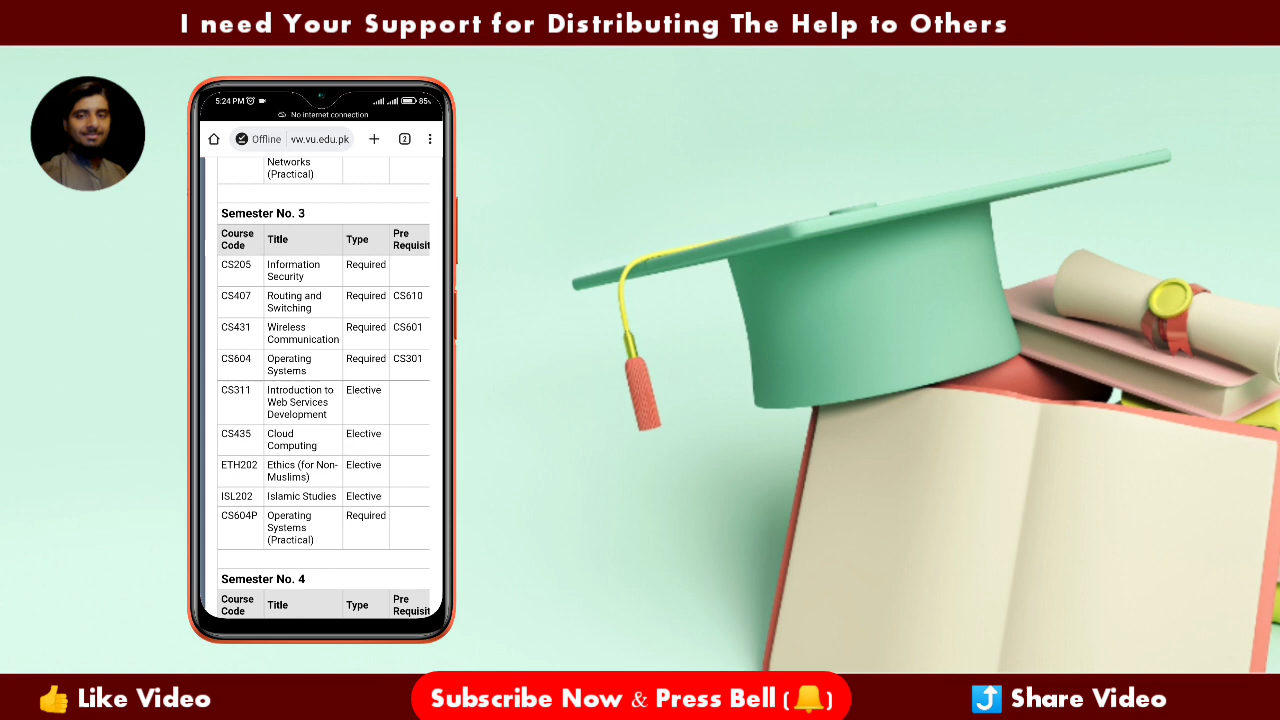 I need Your Support for Distributing The Help to Others
5:24 PM
85%
No internet connection
Offline
vw.vu.edu.pk
2
Networks
(Practical)
Semester No. 3
Course Code Title Type Pre Requisit
CS205 Information Security Required
CS407 Routing and Switching Required CS610
CS431 Wireless Communication Required CS601
CS604 Operating Systems Required CS301
CS311 Introduction to Web Services Development Elective
CS435 Cloud Computing Elective
ETH202 Ethics (for Non-Muslims) Elective
ISL202 Islamic Studies Elective
CS604P Operating Systems (Practical) Required
Semester No. 4
Course Code Title Type Pre Requisit
👍 Like Video
Subscribe Now & Press Bell (🔔)
⤴️ Share Video